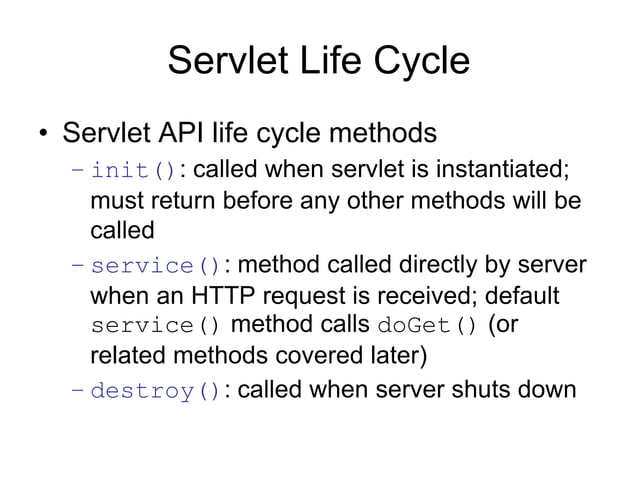 Servlet Life Cycle
• Servlet API life cycle methods
– init(): called when servlet is instantiated;
must return before any other methods will be
called
– service(): method called directly by server
when an HTTP request is received; default
service() method calls doGet() (or
related methods covered later)
– destroy(): called when server shuts down